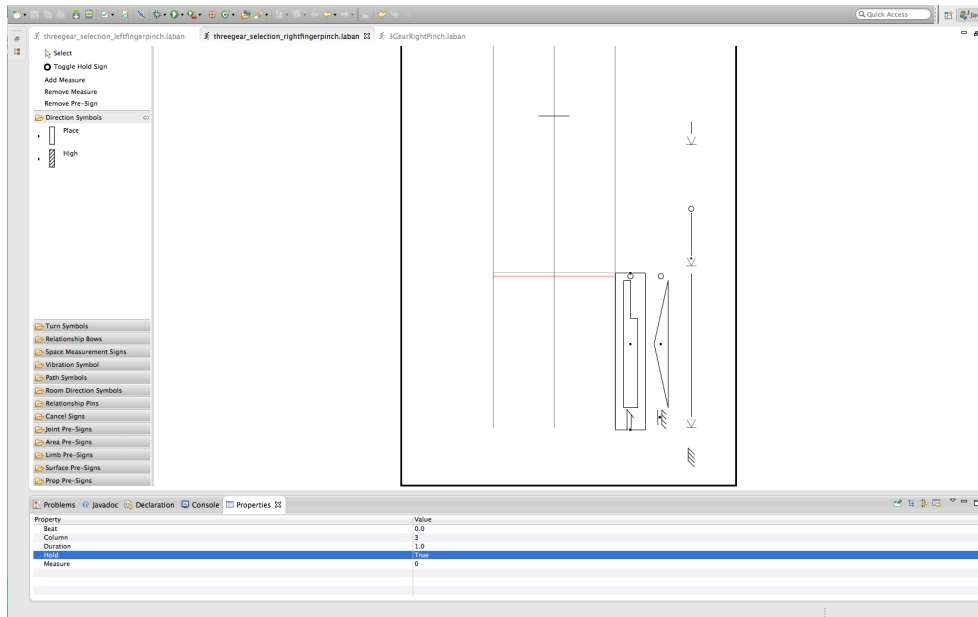 Quick Access
Jav
threegear_selection_leftfingerpinch.laban
threegear_selection_rightfingerpinch.laban
3GearRightPinch.laban
Select
Toggle Hold Sign
Add Measure
Remove Measure
Remove Pre-Sign
Direction Symbols
Place
High
Turn Symbols
Relationship Bows
Space Measurement Signs
Vibration Symbol
Path Symbols
Room Direction Symbols
Relationship Pins
Cancel Signs
Joint Pre-Signs
Area Pre-Signs
Limb Pre-Signs
Surface Pre-Signs
Prop Pre-Signs
Problems Javadoc Declaration Console Properties
Property Value
Beat 0.0
Column 3
Duration 1.0
Hold True
Measure 0